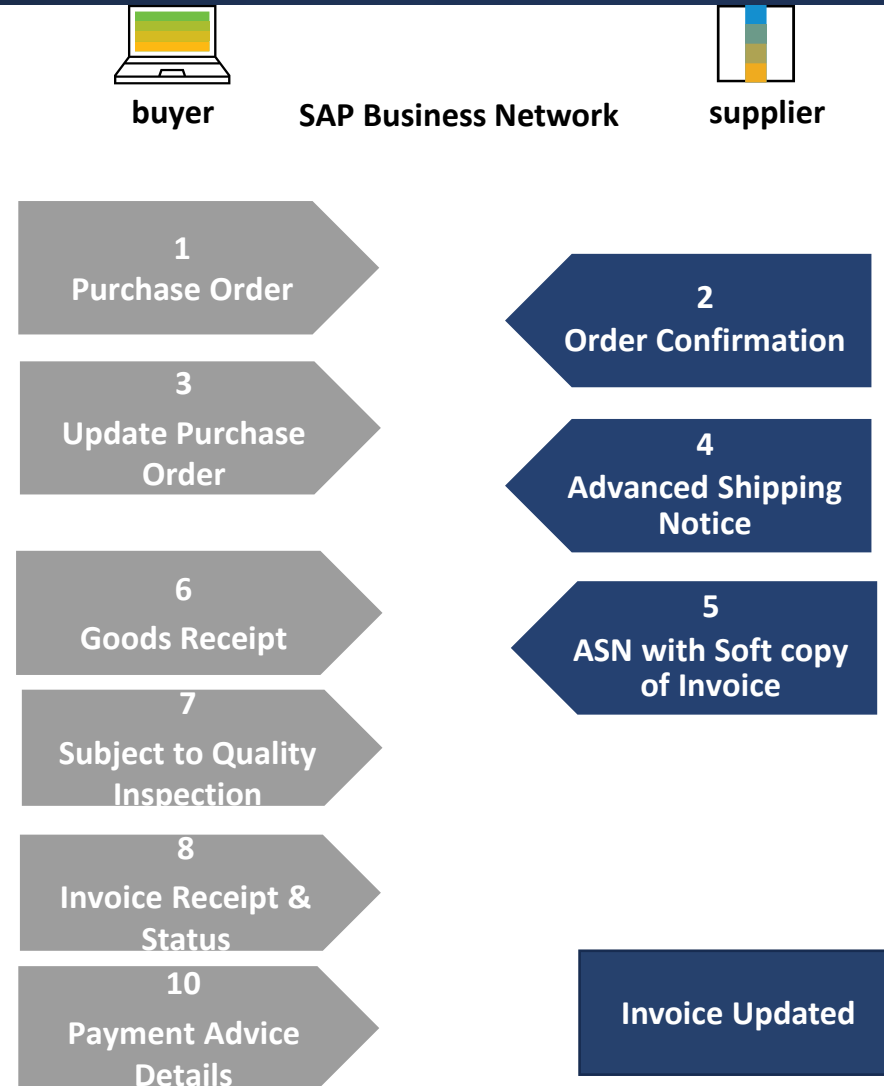 buyer
SAP Business Network
supplier
1
Purchase Order
2
Order Confirmation
3
Update Purchase
Order
4
Advanced Shipping
Notice
6
Goods Receipt
5
ASN with Soft copy
of Invoice
7
Subject to Quality
Inspection
8
Invoice Receipt &
Status
10
Payment Advice
Details
Invoice Updated